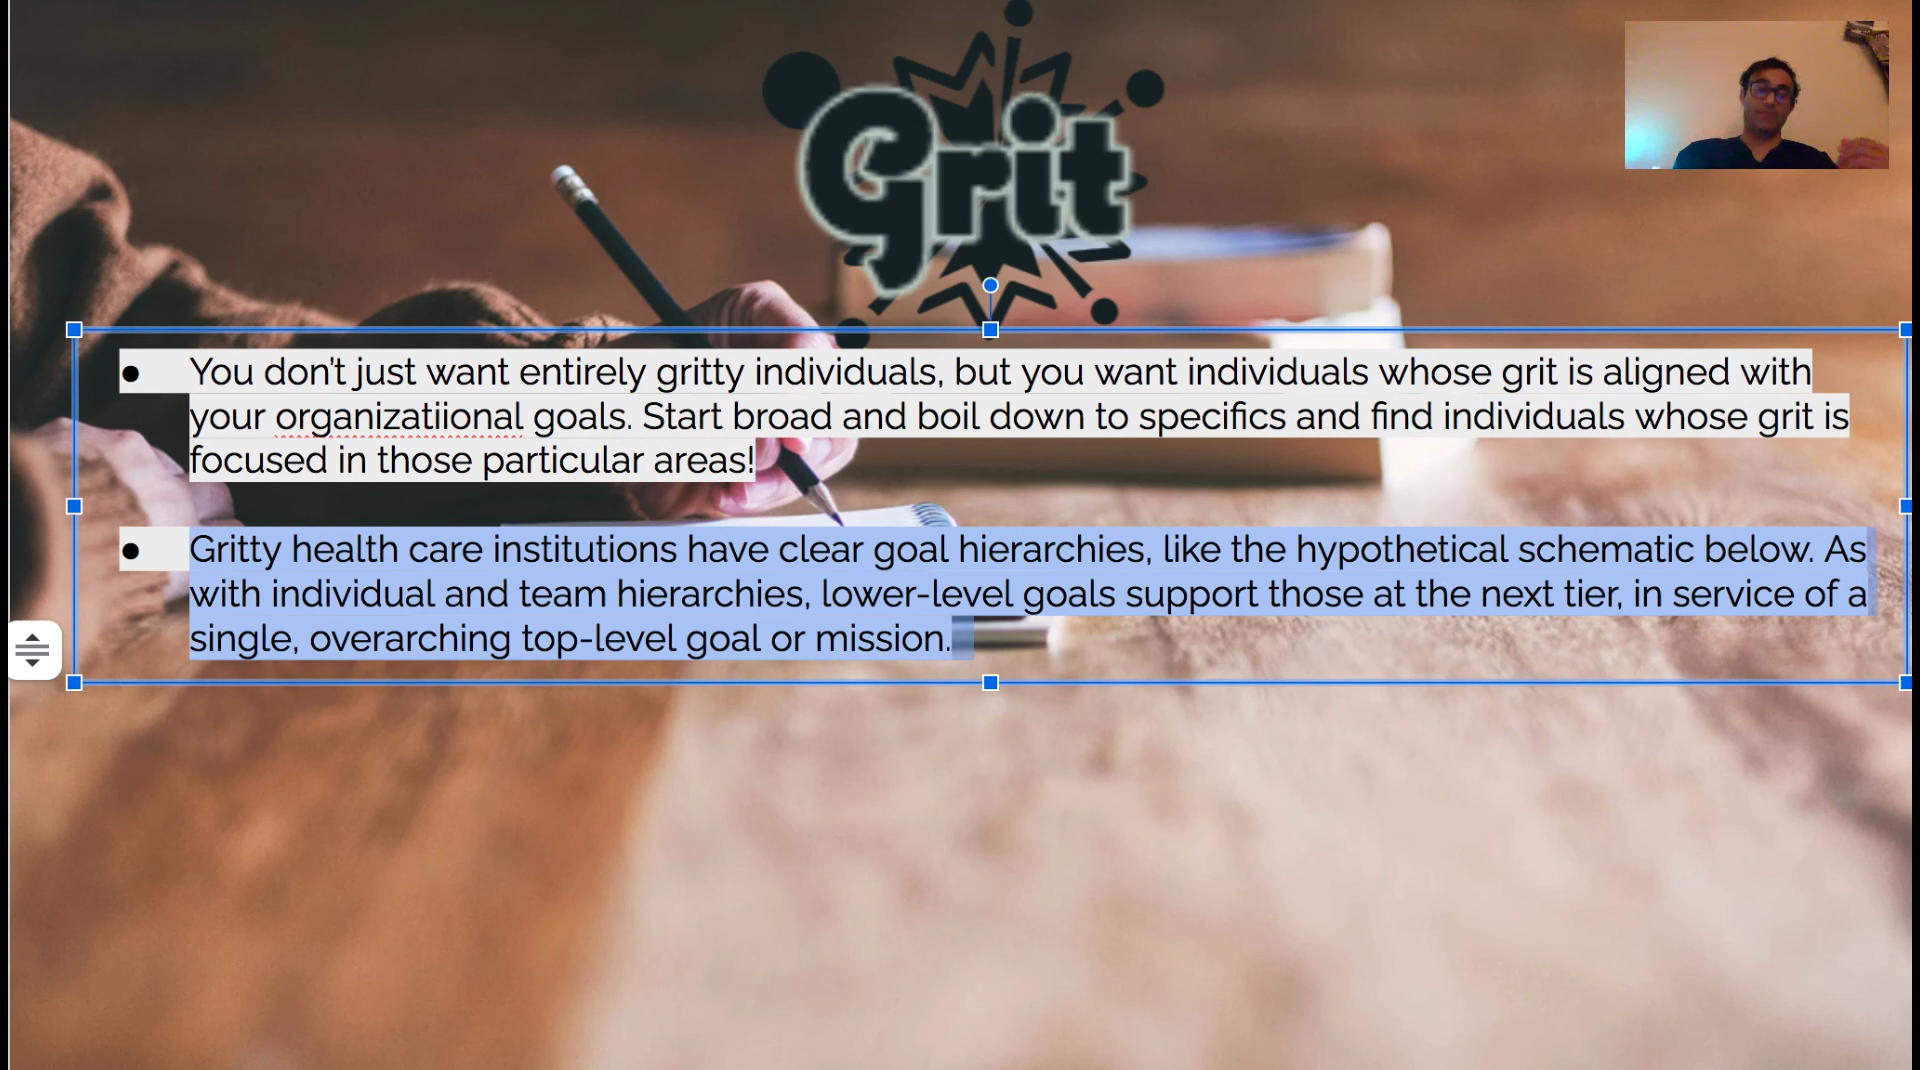 Grit
● You don’t just want entirely gritty individuals, but you want individuals whose grit is aligned with
your organizatiional goals. Start broad and boil down to specifics and find individuals whose grit is
focused in those particular areas!
● Gritty health care institutions have clear goal hierarchies, like the hypothetical schematic below. As
with individual and team hierarchies, lower-level goals support those at the next tier, in service of a
single, overarching top-level goal or mission.